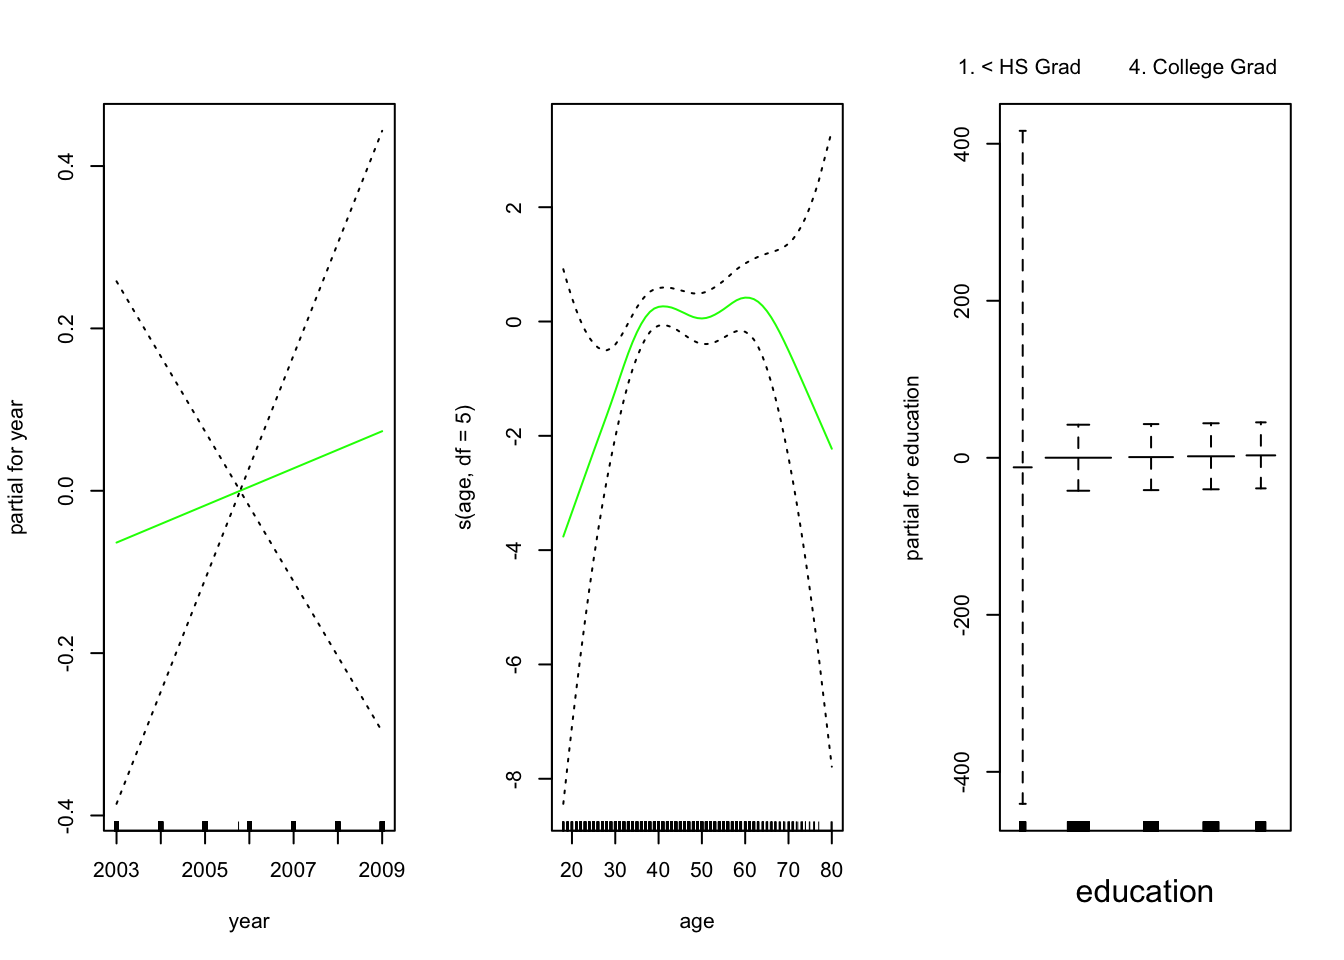 1. < HS Grad 4. College Grad
partial for year
0.4
0.2
0.0
-0.2
-0.4
2003 2005 2007 2009
year
s(age, df = 5)
2
0
-2
-4
-6
-8
20 30 40 50 60 70 80
age
partial for education
400
200
0
-200
-400
education